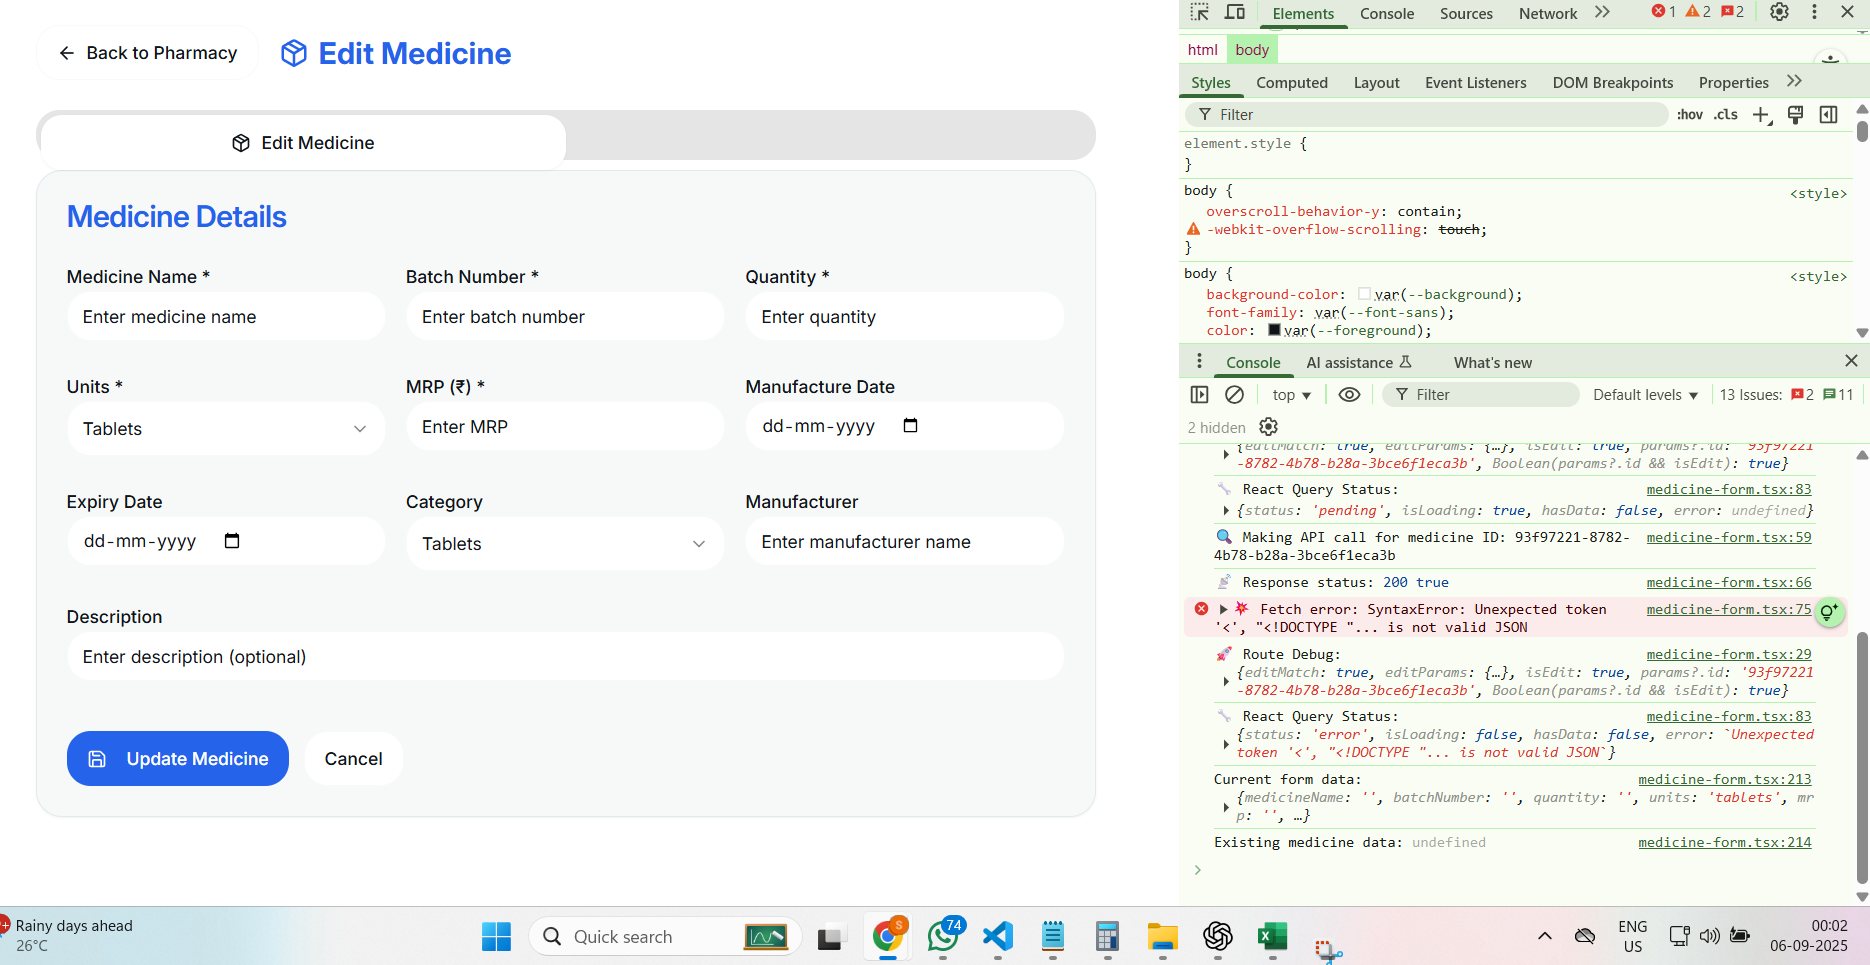 Back to Pharmacy
Edit Medicine
Edit Medicine
Medicine Details
Medicine Name *
Batch Number *
Quantity *
Enter medicine name
Enter batch number
Enter quantity
Units *
MRP (₹) *
Manufacture Date
Tablets
Enter MRP
dd-mm-yyyy
Expiry Date
Category
Manufacturer
dd-mm-yyyy
Tablets
Enter manufacturer name
Description
Enter description (optional)
Update Medicine
Cancel
Elements
Console
Sources
Network
1
2
2
html
body
Styles
Computed
Layout
Event Listeners
DOM Breakpoints
Properties
Filter
:hov
.cls
element.style {
}
body {
<style>
overscroll-behavior-y: contain;
-webkit-overflow-scrolling: touch;
}
body {
<style>
background-color: var(--background);
font-family: var(--font-sans);
color: var(--foreground);
Console
AI assistance
What's new
top
Filter
Default levels
13 Issues:
2
11
2 hidden
{editMatch: true, editParams: {…}, isEdit: true, params?.id: '93f97221
-8782-4b78-b28a-3bce6f1eca3b', Boolean(params?.id && isEdit): true}
React Query Status:
medicine-form.tsx:83
{status: 'pending', isLoading: true, hasData: false, error: undefined}
Making API call for medicine ID: 93f97221-8782-
medicine-form.tsx:59
4b78-b28a-3bce6f1eca3b
Response status: 200 true
medicine-form.tsx:66
Fetch error: SyntaxError: Unexpected token
medicine-form.tsx:75
'<', "<!DOCTYPE "... is not valid JSON
Route Debug:
medicine-form.tsx:29
{editMatch: true, editParams: {…}, isEdit: true, params?.id: '93f97221
-8782-4b78-b28a-3bce6f1eca3b', Boolean(params?.id && isEdit): true}
React Query Status:
medicine-form.tsx:83
{status: 'error', isLoading: false, hasData: false, error: `Unexpected
token '<', "<!DOCTYPE "... is not valid JSON`}
Current form data:
medicine-form.tsx:213
{medicineName: '', batchNumber: '', quantity: '', units: 'tablets', mr
p: '', …}
Existing medicine data: undefined
medicine-form.tsx:214
Rainy days ahead
26°C
Search
S
74
ENG
US
00:02
06-09-2025